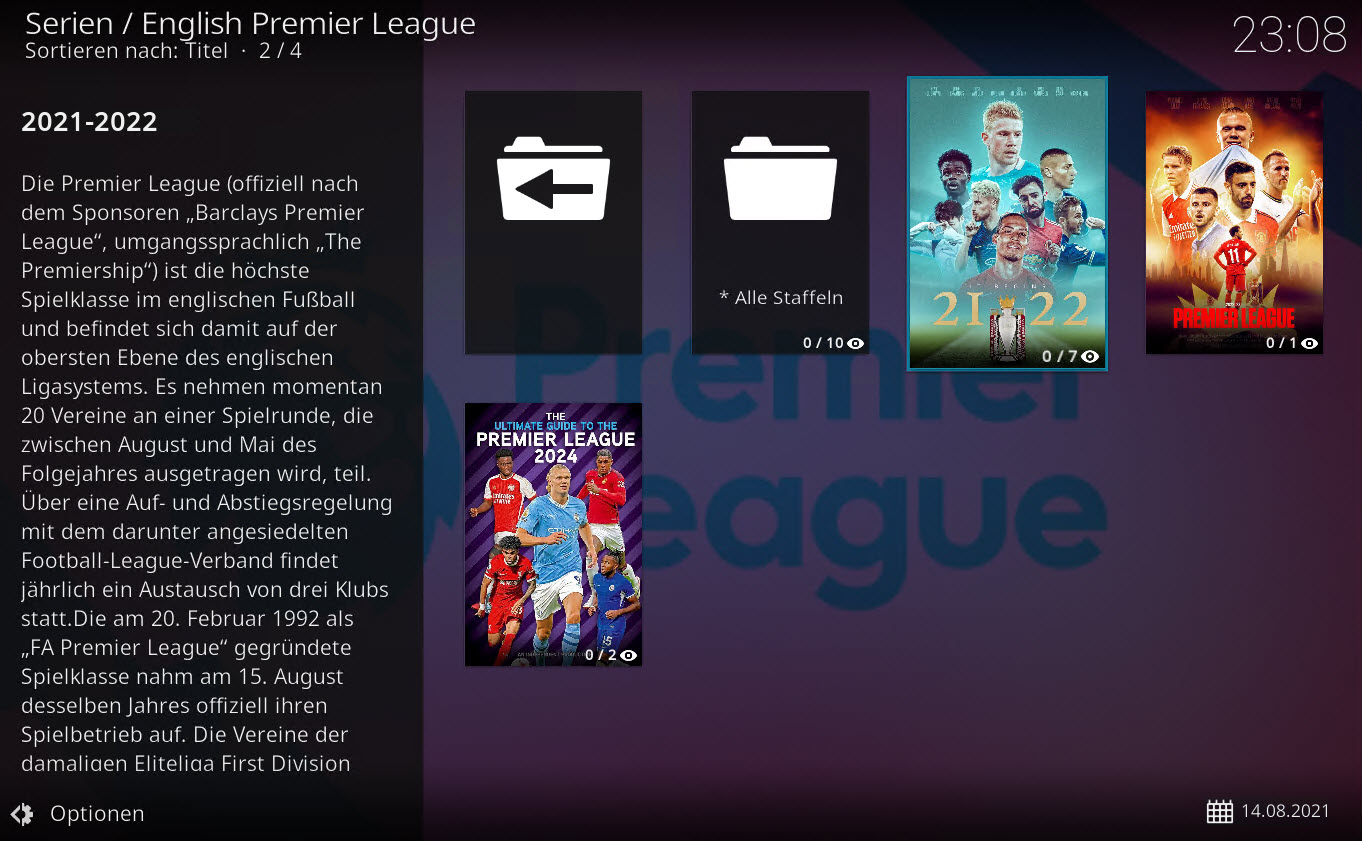 Serien / English Premier League
Sortieren nach: Titel · 2 / 4
23:08
2021-2022
Die Premier League (offiziell nach
dem Sponsoren „Barclays Premier
League“, umgangssprachlich „The
Premiership“) ist die höchste
Spielklasse im englischen Fußball
und befindet sich damit auf der
obersten Ebene des englischen
Ligasystems. Es nehmen momentan
20 Vereine an einer Spielrunde, die
zwischen August und Mai des
Folgejahres ausgetragen wird, teil.
Über eine Auf- und Abstiegsregelung
mit dem darunter angesiedelten
Football-League-Verband findet
jährlich ein Austausch von drei Klubs
statt.Die am 20. Februar 1992 als
„FA Premier League“ gegründete
Spielklasse nahm am 15. August
desselben Jahres offiziell ihren
Spielbetrieb auf. Die Vereine der
damaligen Eliteliga First Division
* Alle Staffeln
0 / 10
IT BEGINS
21 22
0 / 7
Emirates
11
PREMIER LEAGUE
0 / 1
THE
ULTIMATE GUIDE TO THE
PREMIER LEAGUE
2024
Emirates
15
0 / 2
Premier
League
Optionen
14.08.2021